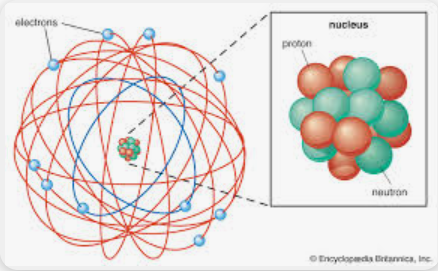 electrons
nucleus
proton
neutron
© Encyclopædia Britannica, Inc.